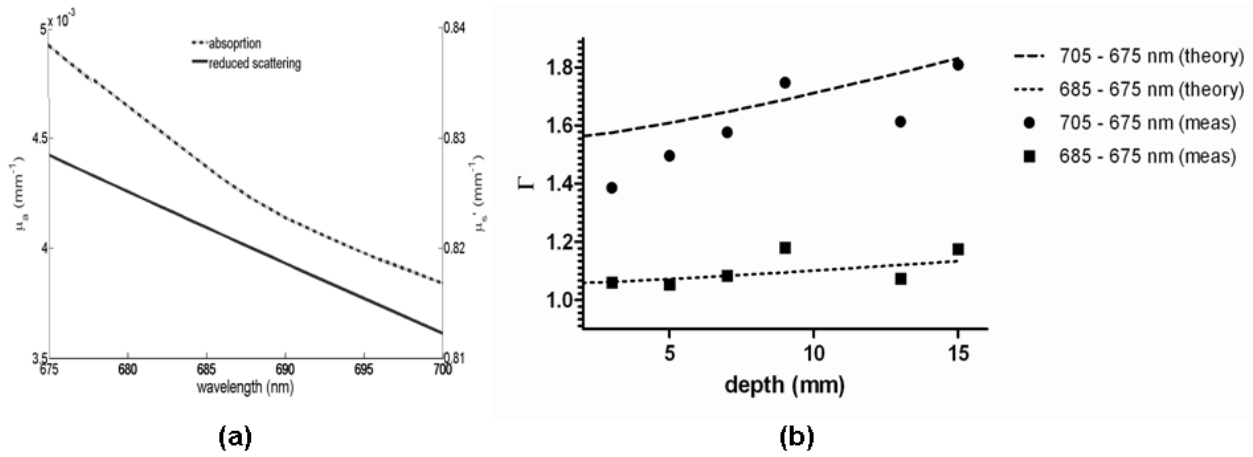 5 x 10⁻³
0.84
absoprtion
reduced scattering
4.5
0.83
μa (mm⁻¹)
μs' (mm⁻¹)
4
0.82
3.5
0.81
675 680 685 690 695 700
wavelength (nm)
(a)
1.8
1.6
Γ 1.4
1.2
1.0
5 10 15
depth (mm)
705 - 675 nm (theory)
685 - 675 nm (theory)
705 - 675 nm (meas)
685 - 675 nm (meas)
(b)